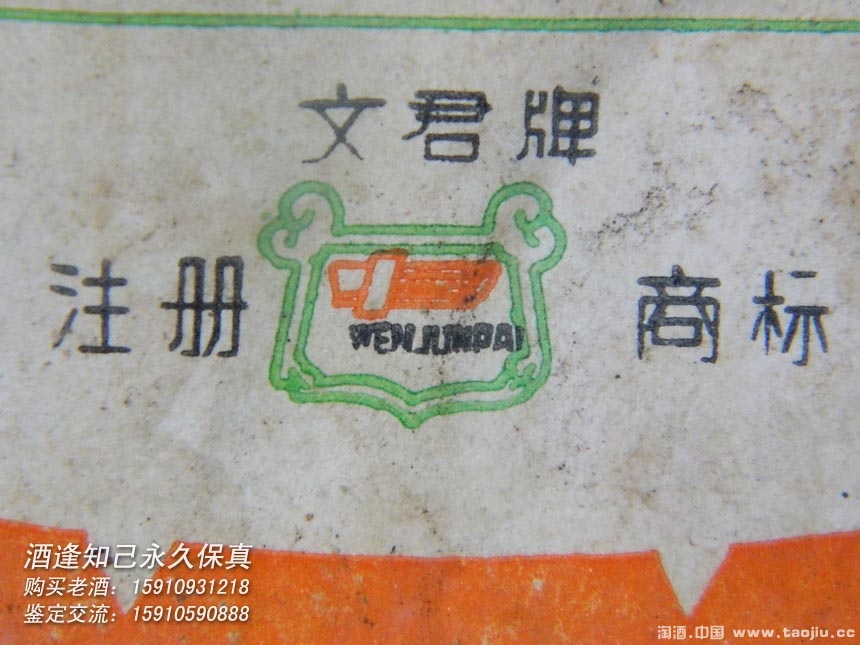 文君牌
注册 商标
WENJUNPAI
酒逢知己永久保真
购买老酒：15910931218
鉴定交流：15910590888
淘酒.中国 www.taojiu.cc